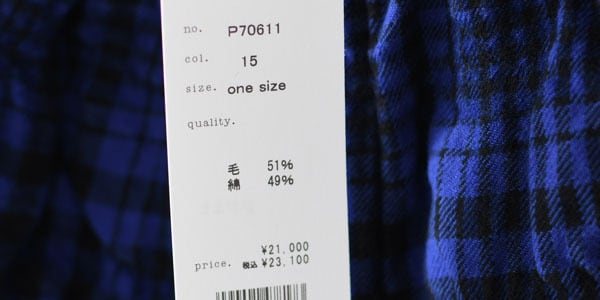 no. P70611
col. 15
size. one size
quality.
毛 51%
綿 49%
¥21,000
price. 税込 ¥23,100